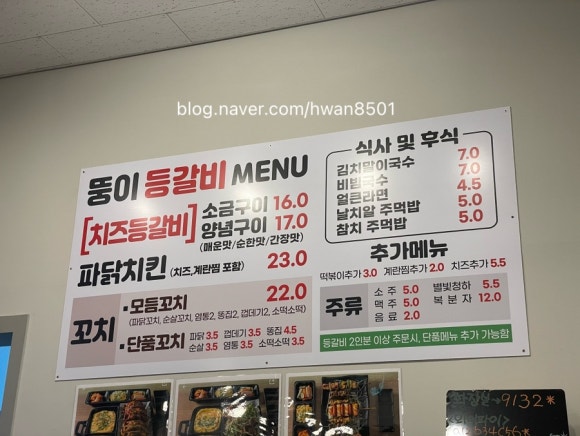 blog.naver.com/hwan8501
뚱이 등갈비 MENU
[치즈등갈비]
소금구이 16.0
양념구이 17.0
(매운맛/순한맛/간장맛)
파닭치킨 (치즈,계란찜 포함) 23.0
꼬치
· 모듬꼬치 22.0
(파닭꼬치, 순살꼬치, 염통2, 똥집2, 껍데기2, 소떡소떡)
· 단품꼬치
파닭 3.5 껍데기 3.5 똥집 4.5
순살 3.5 염통 3.5 소떡소떡 3.5
식사 및 후식
김치말이국수 7.0
비빔국수 7.0
얼큰라면 4.5
날치알 주먹밥 5.0
참치 주먹밥 5.0
추가메뉴
떡볶이추가 3.0 계란찜추가 2.0 치즈추가 5.5
주류
소 주 5.0 별빛청하 5.5
맥 주 5.0 복 분 자 12.0
음 료 2.0
등갈비 2인분 이상 주문시, 단품메뉴 추가 가능함
9132*